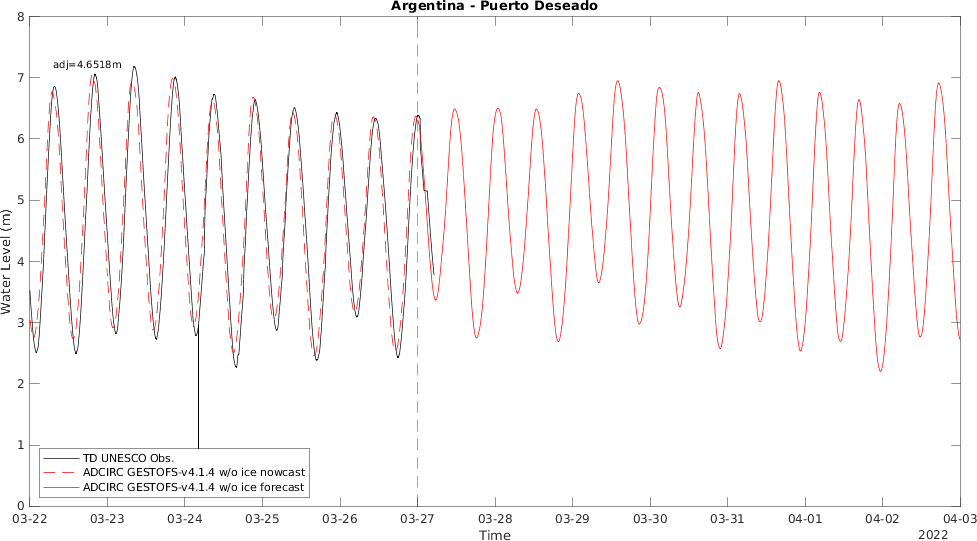 Argentina - Puerto Deseado
8
7
6
5
4
3
2
1
0
Water Level (m)
adj=4.6518m
TD UNESCO Obs.
ADCIRC GESTOFS-v4.1.4 w/o ice nowcast
ADCIRC GESTOFS-v4.1.4 w/o ice forecast
03-22 03-23 03-24 03-25 03-26 03-27 03-28 03-29 03-30 03-31 04-01 04-02 04-03
Time
2022